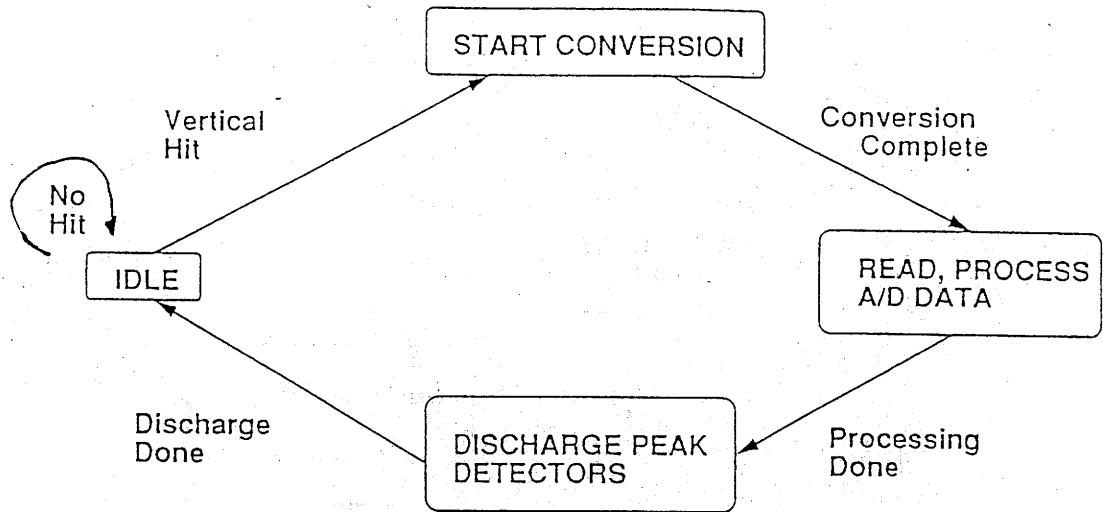 START CONVERSION
Vertical
Hit
Conversion
Complete
No
Hit
IDLE
READ, PROCESS
A/D DATA
Discharge
Done
DISCHARGE PEAK
DETECTORS
Processing
Done